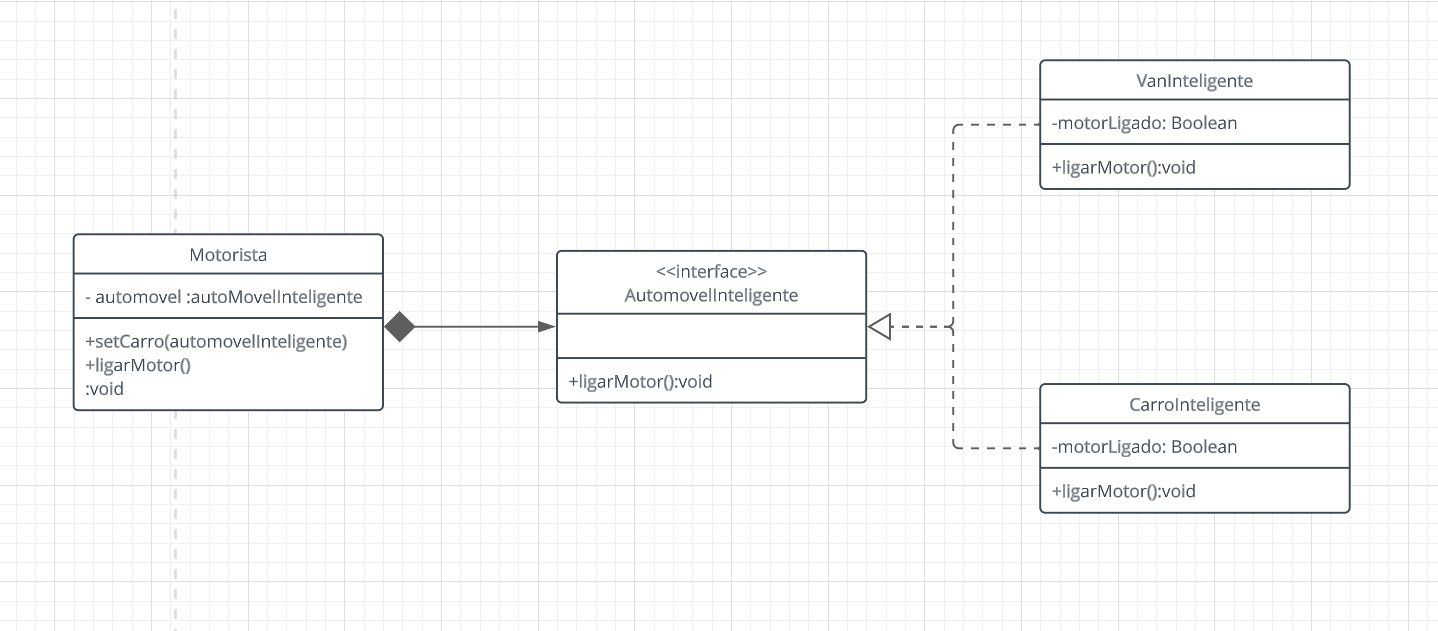 Motorista
- automovel :autoMovelInteligente
+setCarro(automovelInteligente)
+ligarMotor()
:void
<<interface>>
AutomovelInteligente
+ligarMotor():void
VanInteligente
-motorLigado: Boolean
+ligarMotor():void
CarroInteligente
-motorLigado: Boolean
+ligarMotor():void